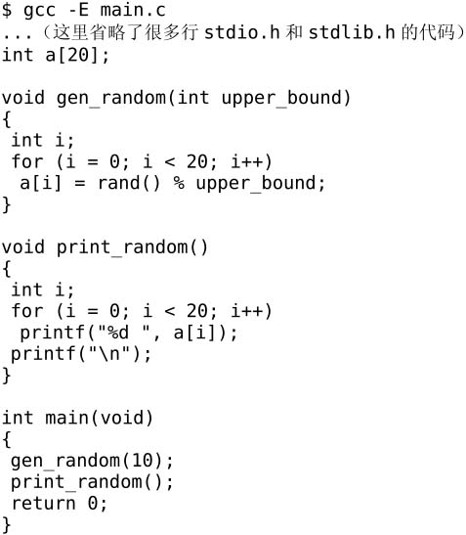 $ gcc -E main.c
...（这里省略了很多行 stdio.h 和 stdlib.h 的代码）
int a[20];

void gen_random(int upper_bound)
{
 int i;
 for (i = 0; i < 20; i++)
  a[i] = rand() % upper_bound;
}

void print_random()
{
 int i;
 for (i = 0; i < 20; i++)
  printf("%d ", a[i]);
 printf("\n");
}

int main(void)
{
 gen_random(10);
 print_random();
 return 0;
}